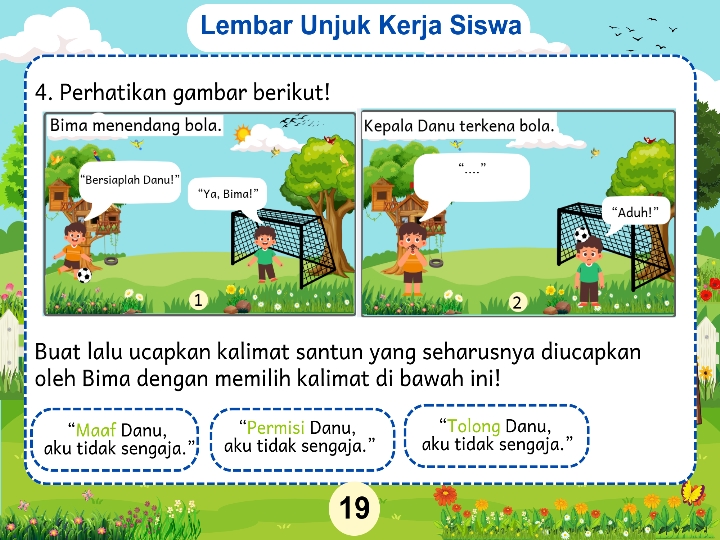 Lembar Unjuk Kerja Siswa
4. Perhatikan gambar berikut!
Bima menendang bola.
"Bersiaplah Danu!"
"Ya, Bima!"
1
Kepala Danu terkena bola.
"...."
"Aduh!"
2
Buat lalu ucapkan kalimat santun yang seharusnya diucapkan
oleh Bima dengan memilih kalimat di bawah ini!
"Maaf Danu,
aku tidak sengaja."
"Permisi Danu,
aku tidak sengaja."
"Tolong Danu,
aku tidak sengaja."
19